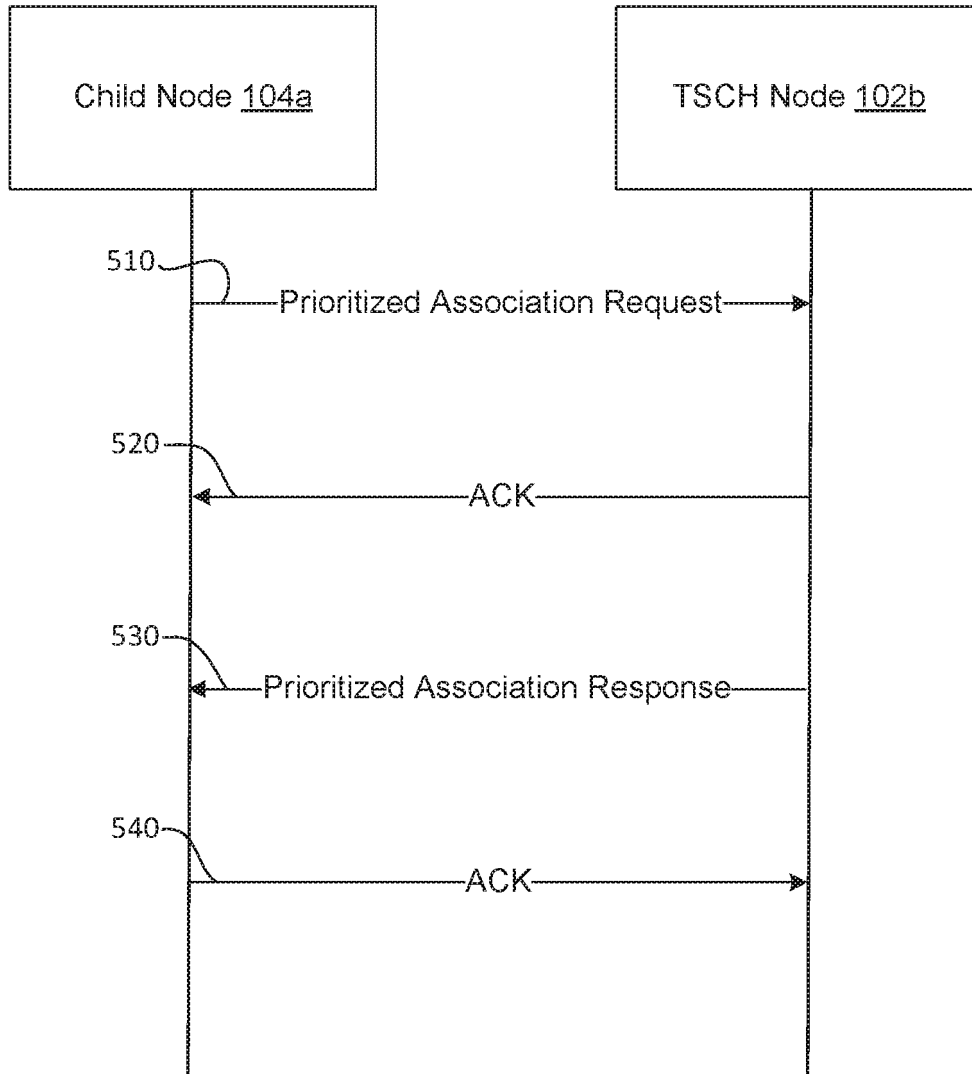 Child Node 104a
TSCH Node 102b
510
Prioritized Association Request
520
ACK
530
Prioritized Association Response
540
ACK